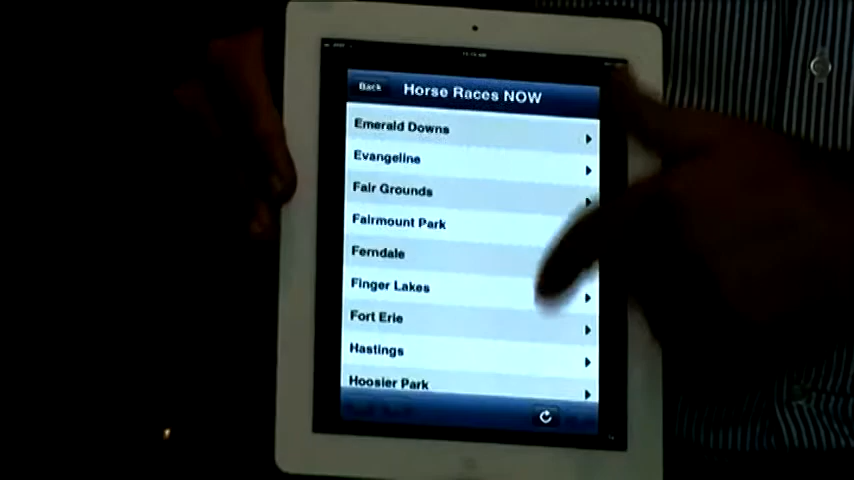 Back
Horse Races NOW
Emerald Downs
Evangeline
Fair Grounds
Fairmount Park
Ferndale
Finger Lakes
Fort Erie
Hastings
Hoosier Park